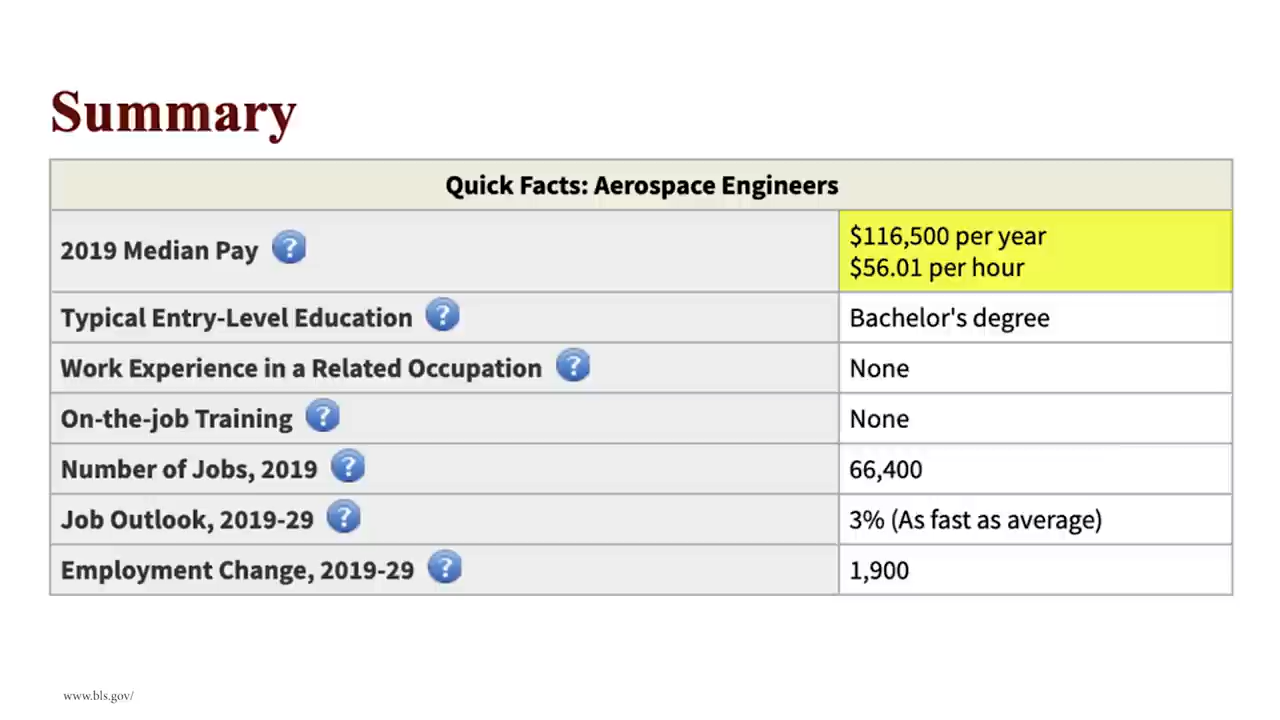 Summary
Quick Facts: Aerospace Engineers
2019 Median Pay ?
$116,500 per year
$56.01 per hour
Typical Entry-Level Education ?
Bachelor's degree
Work Experience in a Related Occupation ?
None
On-the-job Training ?
None
Number of Jobs, 2019 ?
66,400
Job Outlook, 2019-29 ?
3% (As fast as average)
Employment Change, 2019-29 ?
1,900
www.bls.gov/